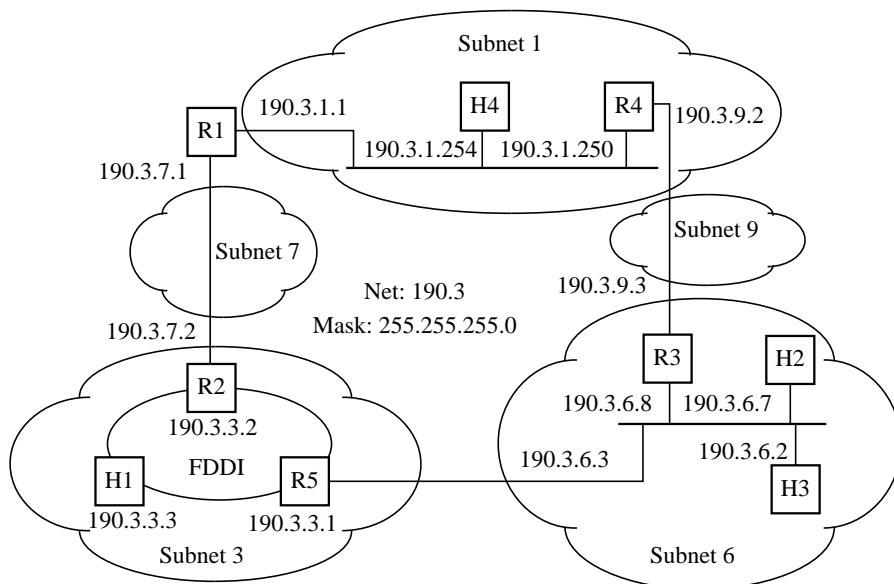 Subnet 1
190.3.1.1
H4
R4
190.3.9.2
R1
190.3.1.254
190.3.1.250
190.3.7.1
Subnet 7
Subnet 9
190.3.9.3
Net: 190.3
Mask: 255.255.255.0
190.3.7.2
R2
R3
H2
190.3.3.2
190.3.6.8
190.3.6.7
FDDI
190.3.6.3
190.3.6.2
H1
R5
H3
190.3.3.3
190.3.3.1
Subnet 3
Subnet 6